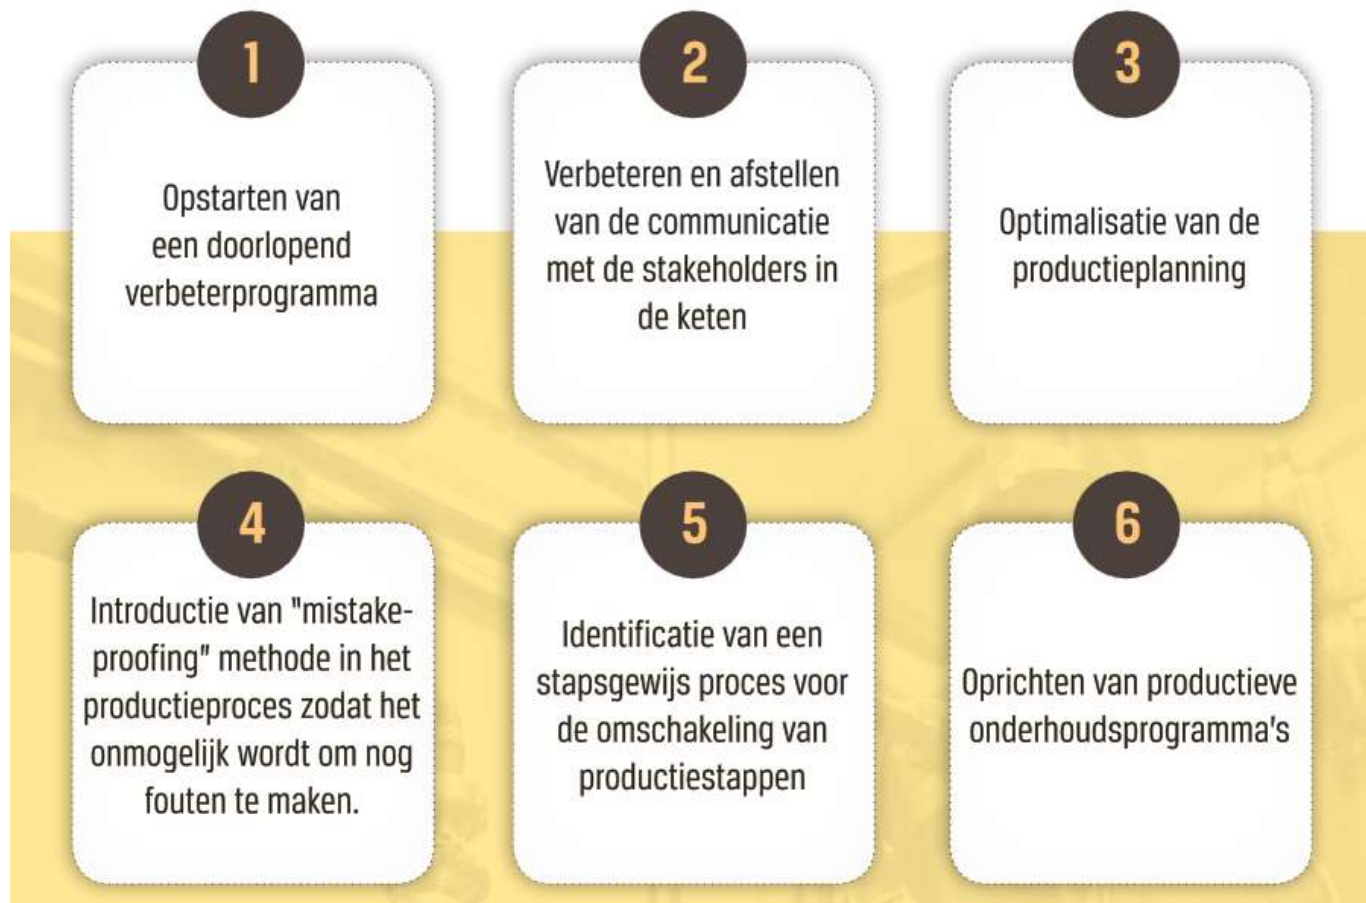 1
Opstarten van
een doorlopend
verbeterprogramma
2
Verbeteren en afstellen
van de communicatie
met de stakeholders in
de keten
3
Optimalisatie van de
productieplanning
4
Introductie van "mistake-
proofing" methode in het
productieproces zodat het
onmogelijk wordt om nog
fouten te maken.
5
Identificatie van een
stapsgewijs proces voor
de omschakeling van
productiestappen
6
Oprichten van productieve
onderhoudsprogramma's